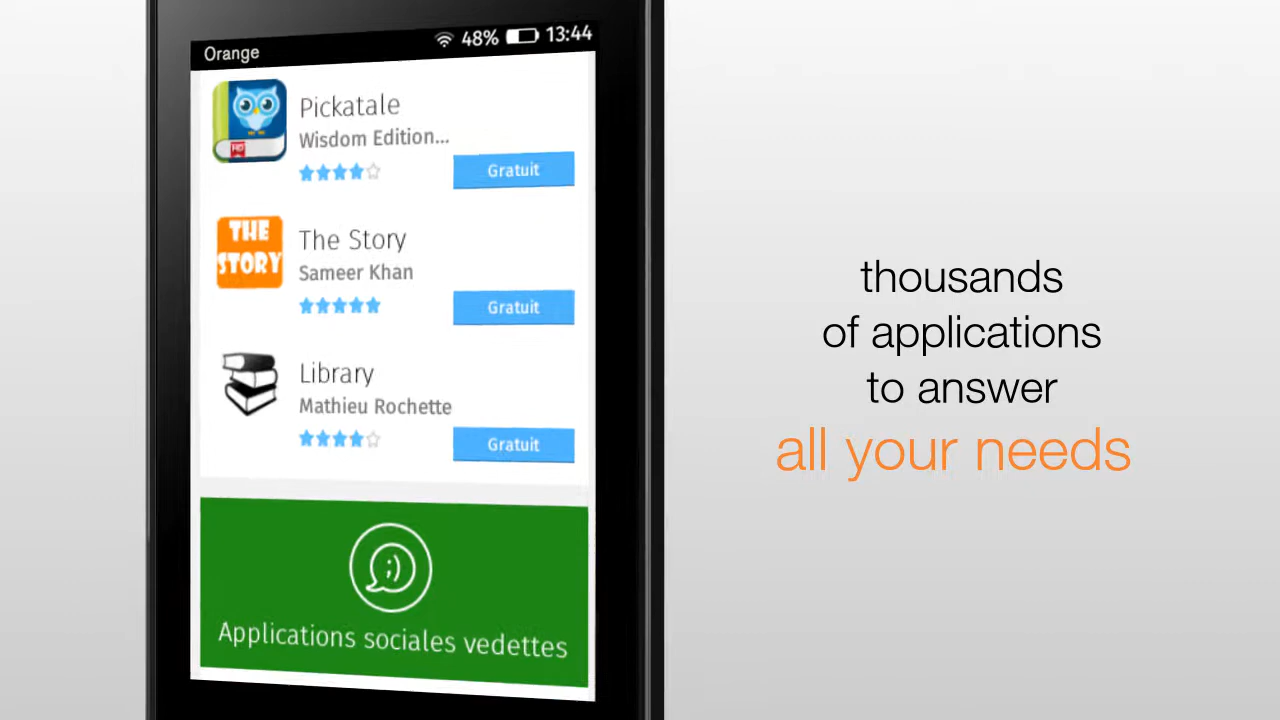 Orange 48% 13:44
Pickatale
Wisdom Edition...
Gratuit
THE
STORY
The Story
Sameer Khan
Gratuit
Library
Mathieu Rochette
Gratuit
;)
Applications sociales vedettes
thousands
of applications
to answer
all your needs